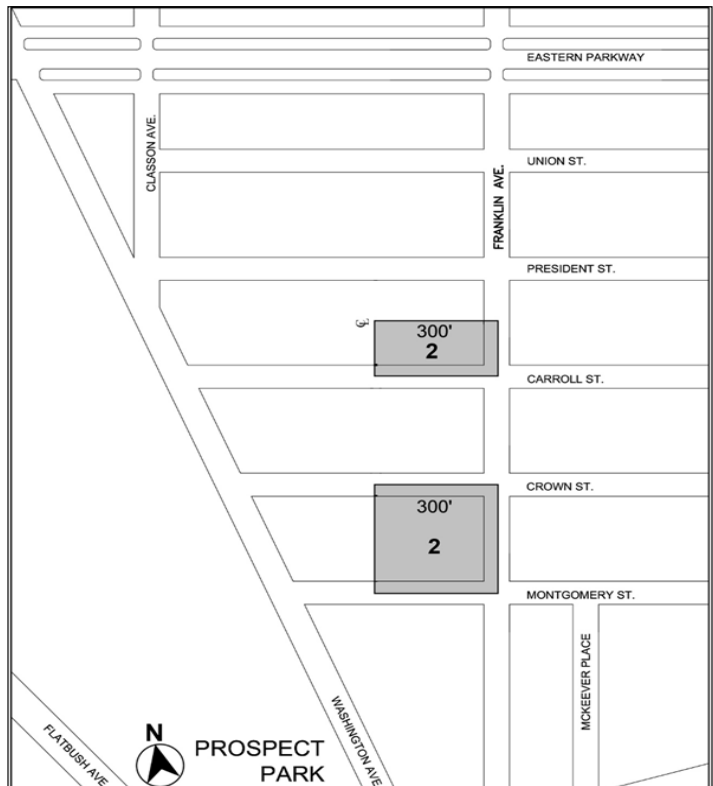 EASTERN PARKWAY
CLASSON AVE.
UNION ST.
FRANKLIN AVE.
PRESIDENT ST.
℄
300'
2
CARROLL ST.
CROWN ST.
300'
2
MONTGOMERY ST.
MCKEEVER PLACE
WASHINGTON AVE
FLATBUSH AVE
N
PROSPECT
PARK